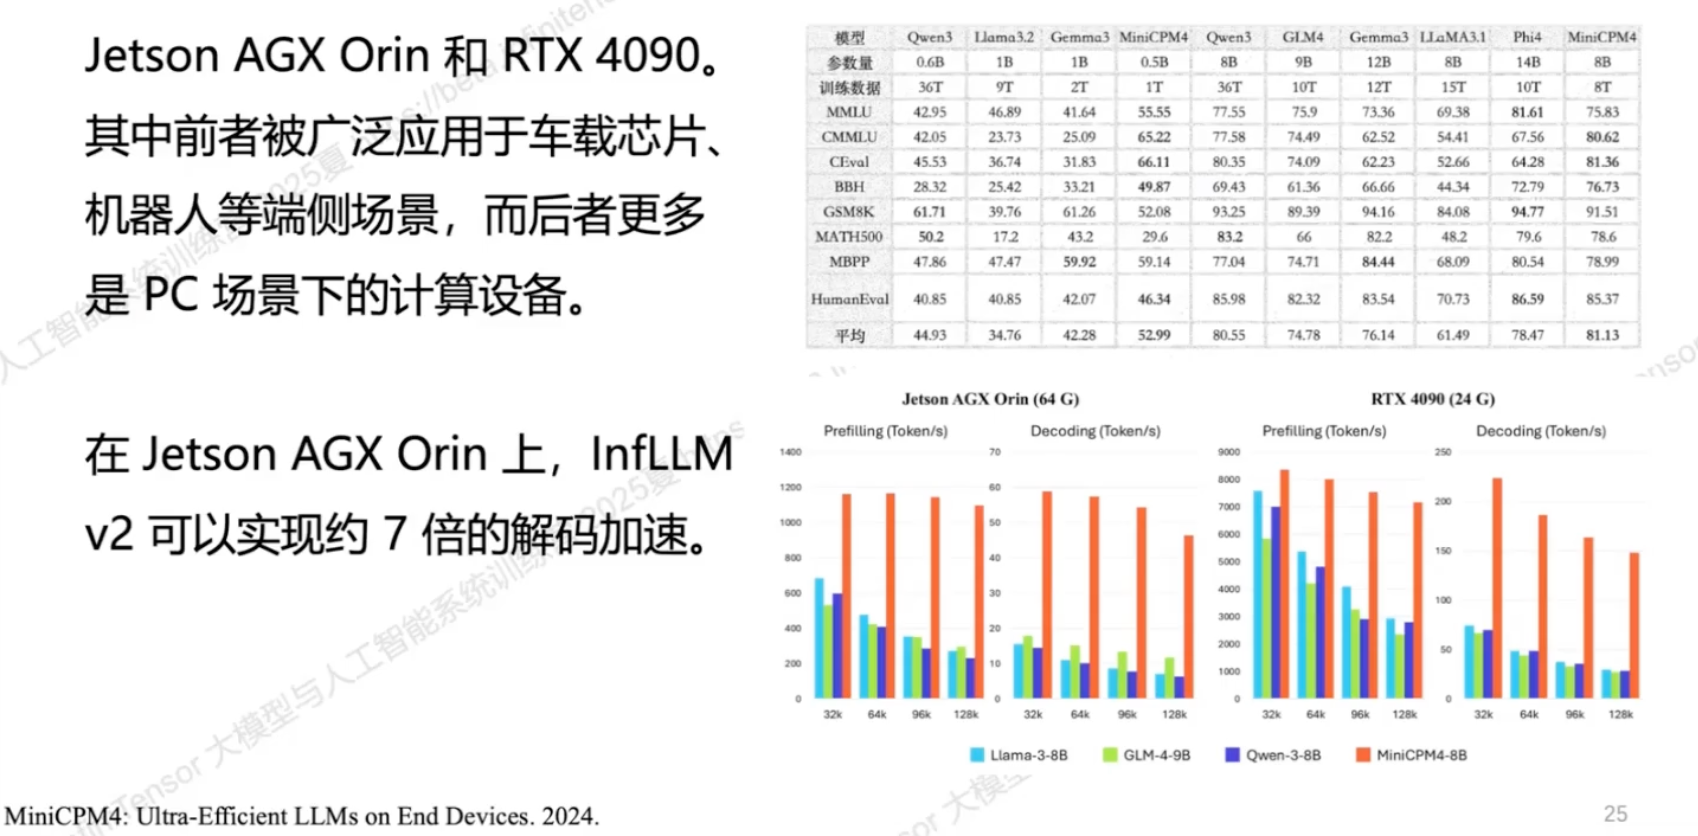 Jetson AGX Orin 和 RTX 4090。
其中前者被广泛应用于车载芯片、
机器人等端侧场景，而后者更多
是 PC 场景下的计算设备。
在 Jetson AGX Orin 上，InfLLM
v2 可以实现约 7 倍的解码加速。
模型 Qwen3 Llama3.2 Gemma3 MiniCPM4 Qwen3 GLM4 Gemma3 LLaMA3.1 Phi4 MiniCPM4
参数量 0.6B 1B 1B 0.5B 8B 9B 12B 8B 14B 8B
训练数据 36T 9T 2T 1T 36T 10T 12T 15T 10T 8T
MMLU 42.95 46.89 41.64 55.55 77.55 75.9 73.36 69.38 81.61 75.83
CMMLU 42.05 23.73 25.09 65.22 77.58 74.49 62.52 54.41 67.56 80.62
CEval 45.53 36.74 31.83 66.11 80.35 74.09 62.23 52.66 64.28 81.36
BBH 28.32 25.42 33.21 49.87 69.43 61.36 66.66 44.34 72.79 76.73
GSM8K 61.71 39.76 61.26 52.08 93.25 89.39 94.16 84.08 94.77 91.51
MATH500 50.2 17.2 43.2 29.6 83.2 66 82.2 48.2 79.6 78.6
MBPP 47.86 47.47 59.92 59.14 77.04 74.71 84.44 68.09 80.54 78.99
HumanEval 40.85 40.85 42.07 46.34 85.98 82.32 83.54 70.73 86.59 85.37
平均 44.93 34.76 42.28 52.99 80.55 74.78 76.14 61.49 78.47 81.13
Jetson AGX Orin (64 G)
Prefilling (Token/s)
1400
1200
1000
800
600
400
200
0
32k 64k 96k 128k
Decoding (Token/s)
70
60
50
40
30
20
10
0
32k 64k 96k 128k
RTX 4090 (24 G)
Prefilling (Token/s)
9000
8000
7000
6000
5000
4000
3000
2000
1000
0
32k 64k 96k 128k
Decoding (Token/s)
250
200
150
100
50
0
32k 64k 96k 128k
Llama-3-8B GLM-4-9B Qwen-3-8B MiniCPM4-8B
MiniCPM4: Ultra-Efficient LLMs on End Devices. 2024.
25